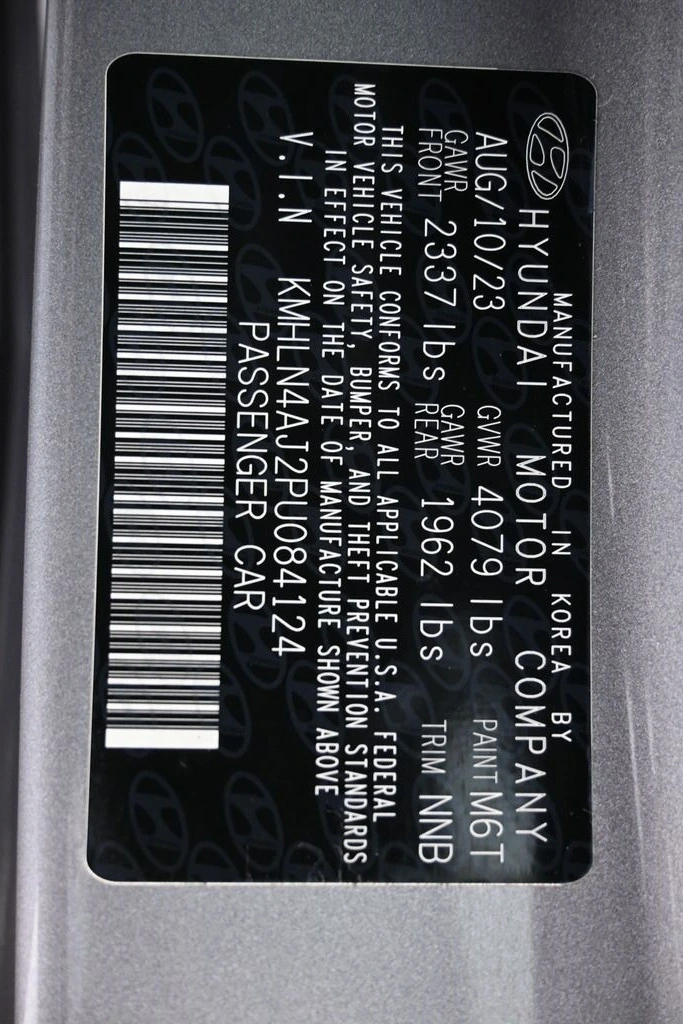 MANUFACTURED IN KOREA BY
HYUNDAI MOTOR COMPANY
AUG/10/23 GVWR 4079 lbs PAINT M6T
GAWR FRONT 2337 lbs GAWR REAR 1962 lbs TRIM NNB
THIS VEHICLE CONFORMS TO ALL APPLICABLE U.S.A. FEDERAL
MOTOR VEHICLE SAFETY, BUMPER, AND THEFT PREVENTION STANDARDS
IN EFFECT ON THE DATE OF MANUFACTURE SHOWN ABOVE
V.I.N KMHLN4AJ2PU084124
PASSENGER CAR